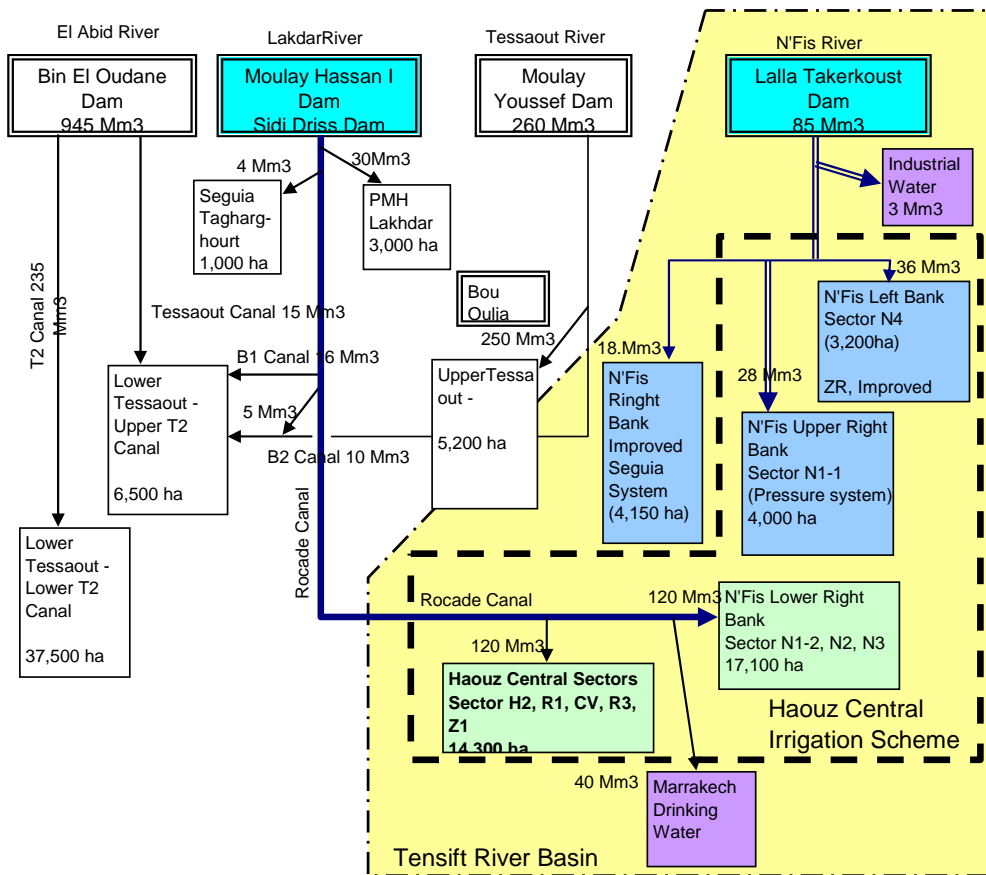 El Abid River
LakdarRiver
Tessaout River
N'Fis River
Bin El Oudane
Dam
945 Mm3
Moulay Hassan I
Dam
Sidi Driss Dam
Moulay
Youssef Dam
260 Mm3
Lalla Takerkoust
Dam
85 Mm3
4 Mm3
30Mm3
Seguia
Tagharg-
hourt
1,000 ha
PMH
Lakhdar
3,000 ha
Industrial
Water
3 Mm3
T2 Canal 235
Mm3
Tessaout Canal 15 Mm3
Bou
Oulia
250 Mm3
36 Mm3
N'Fis Left Bank
Sector N4
(3,200ha)
ZR, Improved
B1 Canal 16 Mm3
18.Mm3
28 Mm3
Lower
Tessaout -
Upper T2
Canal
6,500 ha
5 Mm3
B2 Canal 10 Mm3
UpperTessa
out -
5,200 ha
N'Fis
Ringht
Bank
Improved
Seguia
System
(4,150 ha)
N'Fis Upper Right
Bank
Sector N1-1
(Pressure system)
4,000 ha
Rocade Canal
Lower
Tessaout -
Lower T2
Canal
37,500 ha
Rocade Canal
120 Mm3
N'Fis Lower Right
Bank
Sector N1-2, N2, N3
17,100 ha
120 Mm3
Haouz Central Sectors
Sector H2, R1, CV, R3,
Z1
14,300 ha
Haouz Central
Irrigation Scheme
40 Mm3
Marrakech
Drinking
Water
Tensift River Basin